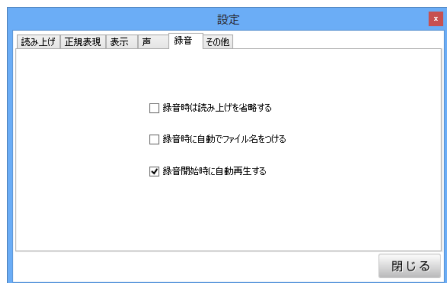 設定
x
読み上げ 正規表現 表示 声 録音 その他
録音時は読み上げを省略する
録音時に自動でファイル名をつける
録音開始時に自動再生する
閉じる